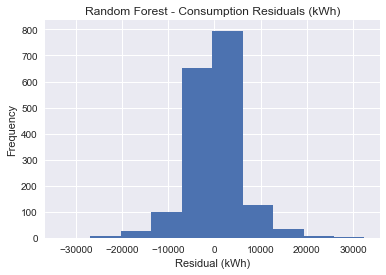 Random Forest - Consumption Residuals (kWh)
800
700
600
500
400
300
200
100
0
Frequency
−30000 −20000 −10000 0 10000 20000 30000
Residual (kWh)